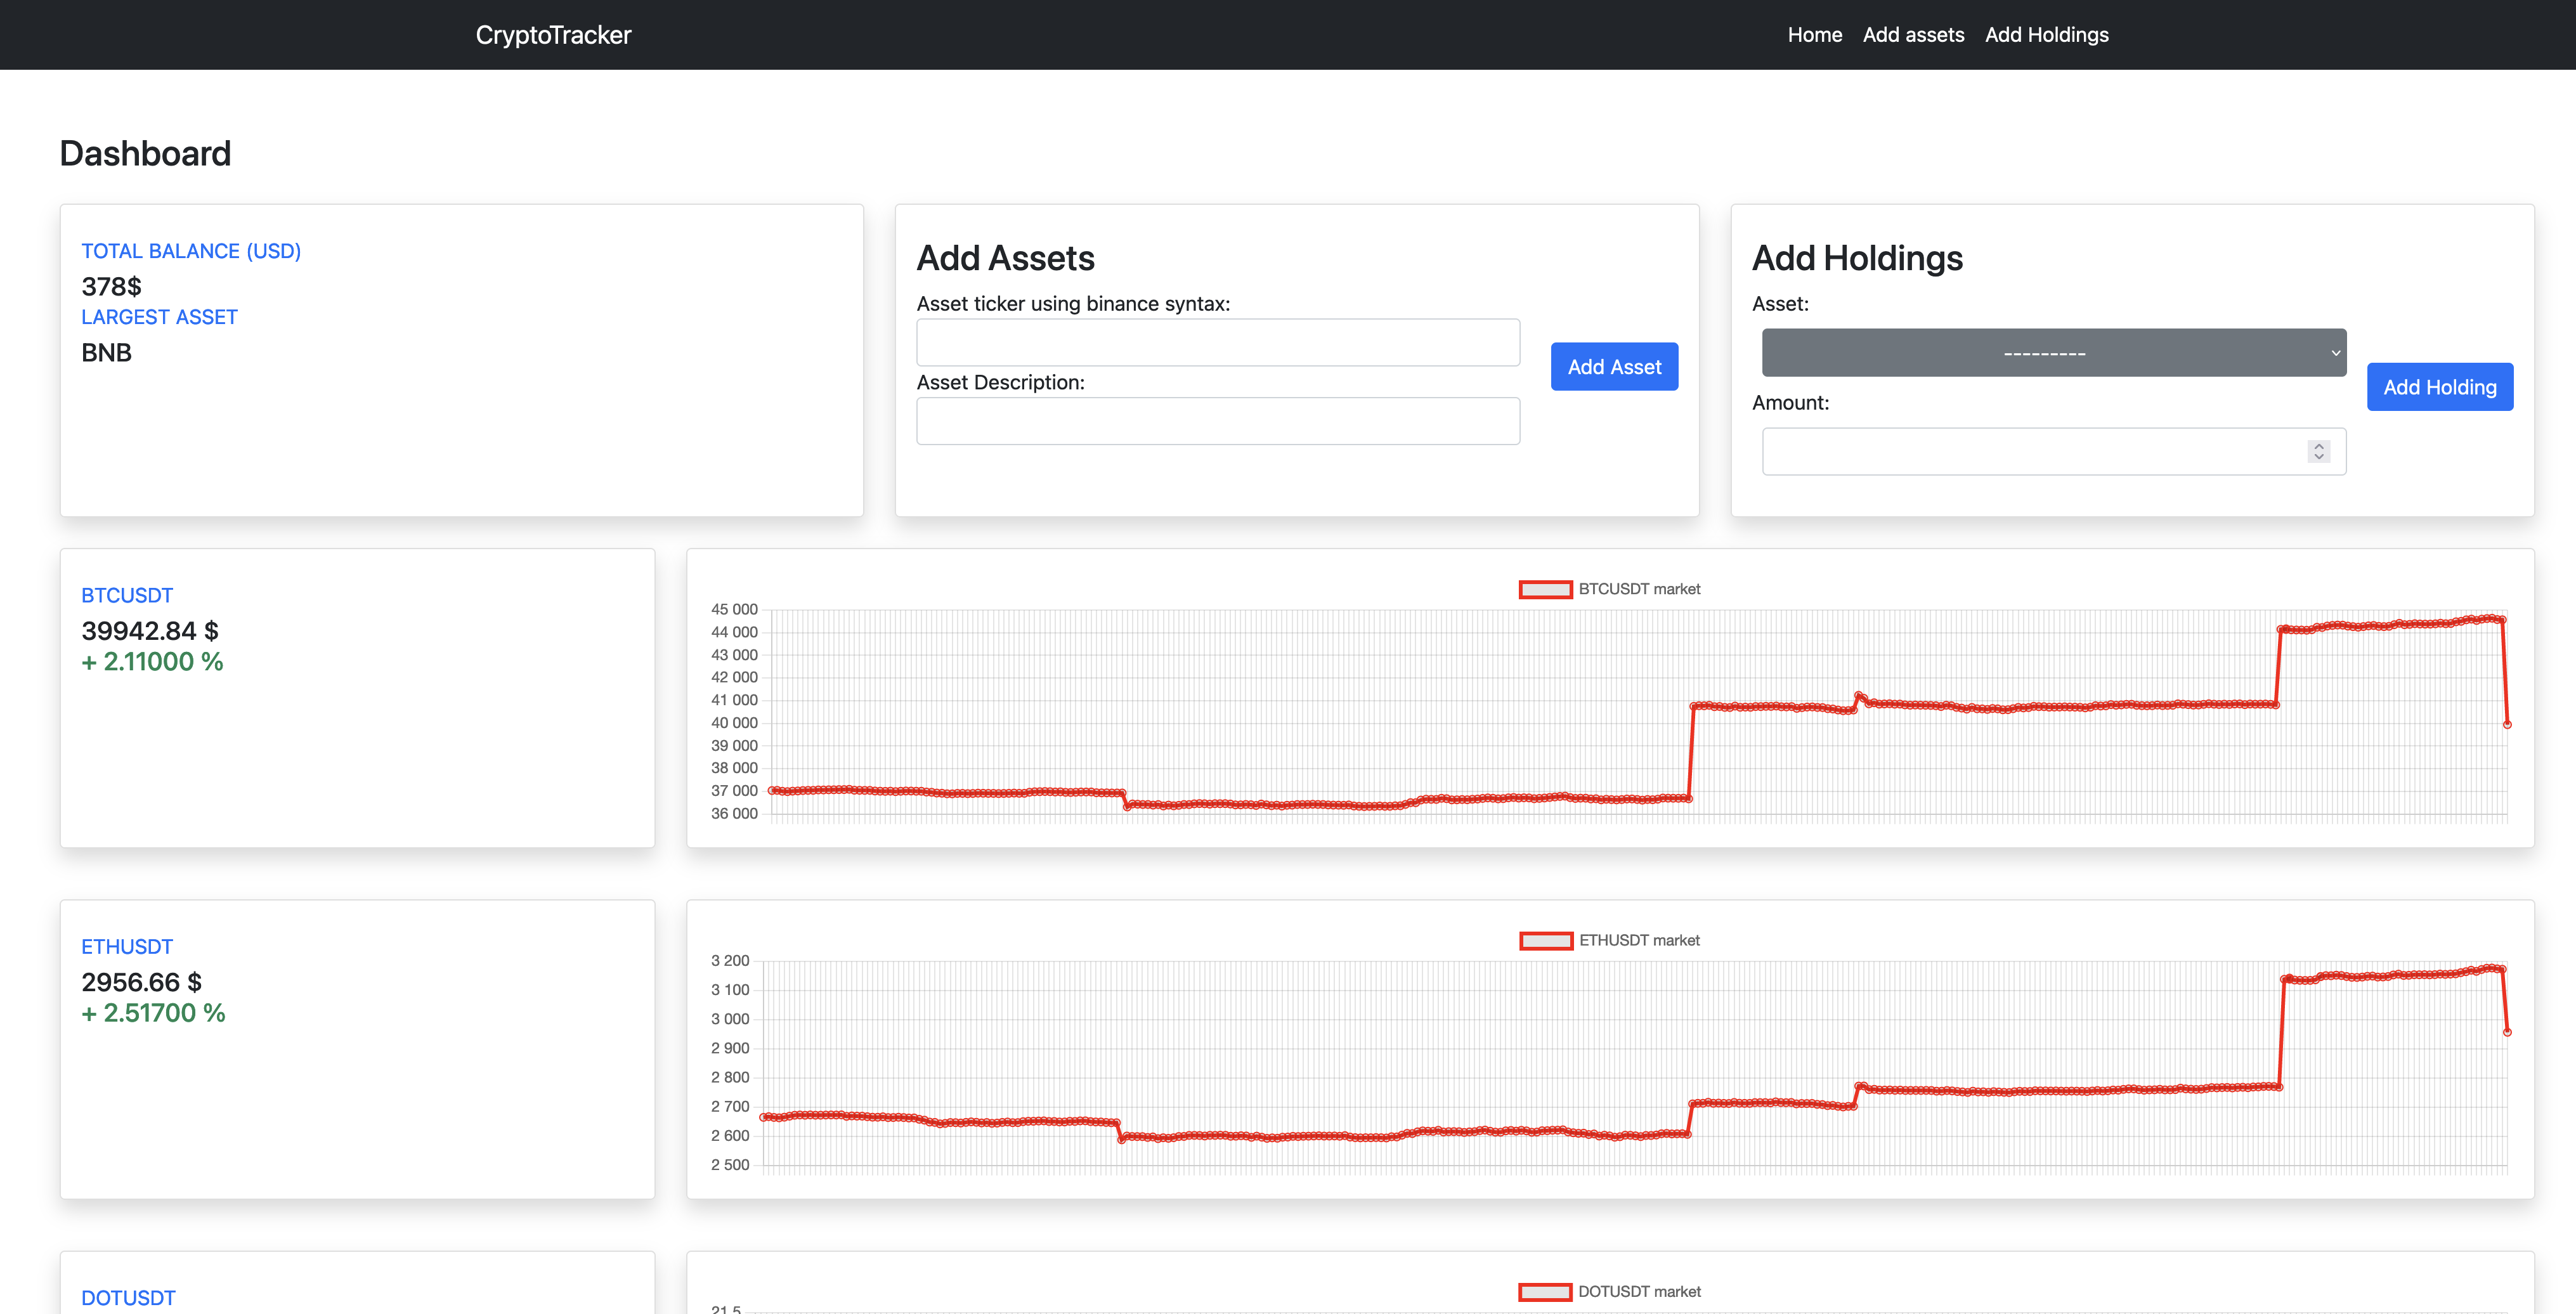 CryptoTracker
Home Add assets Add Holdings
Dashboard
TOTAL BALANCE (USD)
378$
LARGEST ASSET
BNB
Add Assets
Asset ticker using binance syntax:
Add Asset
Asset Description:
Add Holdings
Asset:
---------
Add Holding
Amount:
BTCUSDT
39942.84 $
+ 2.11000 %
BTCUSDT market
45 000
44 000
43 000
42 000
41 000
40 000
39 000
38 000
37 000
36 000
ETHUSDT
2956.66 $
+ 2.51700 %
ETHUSDT market
3 200
3 100
3 000
2 900
2 800
2 700
2 600
2 500
DOTUSDT
DOTUSDT market
21.5